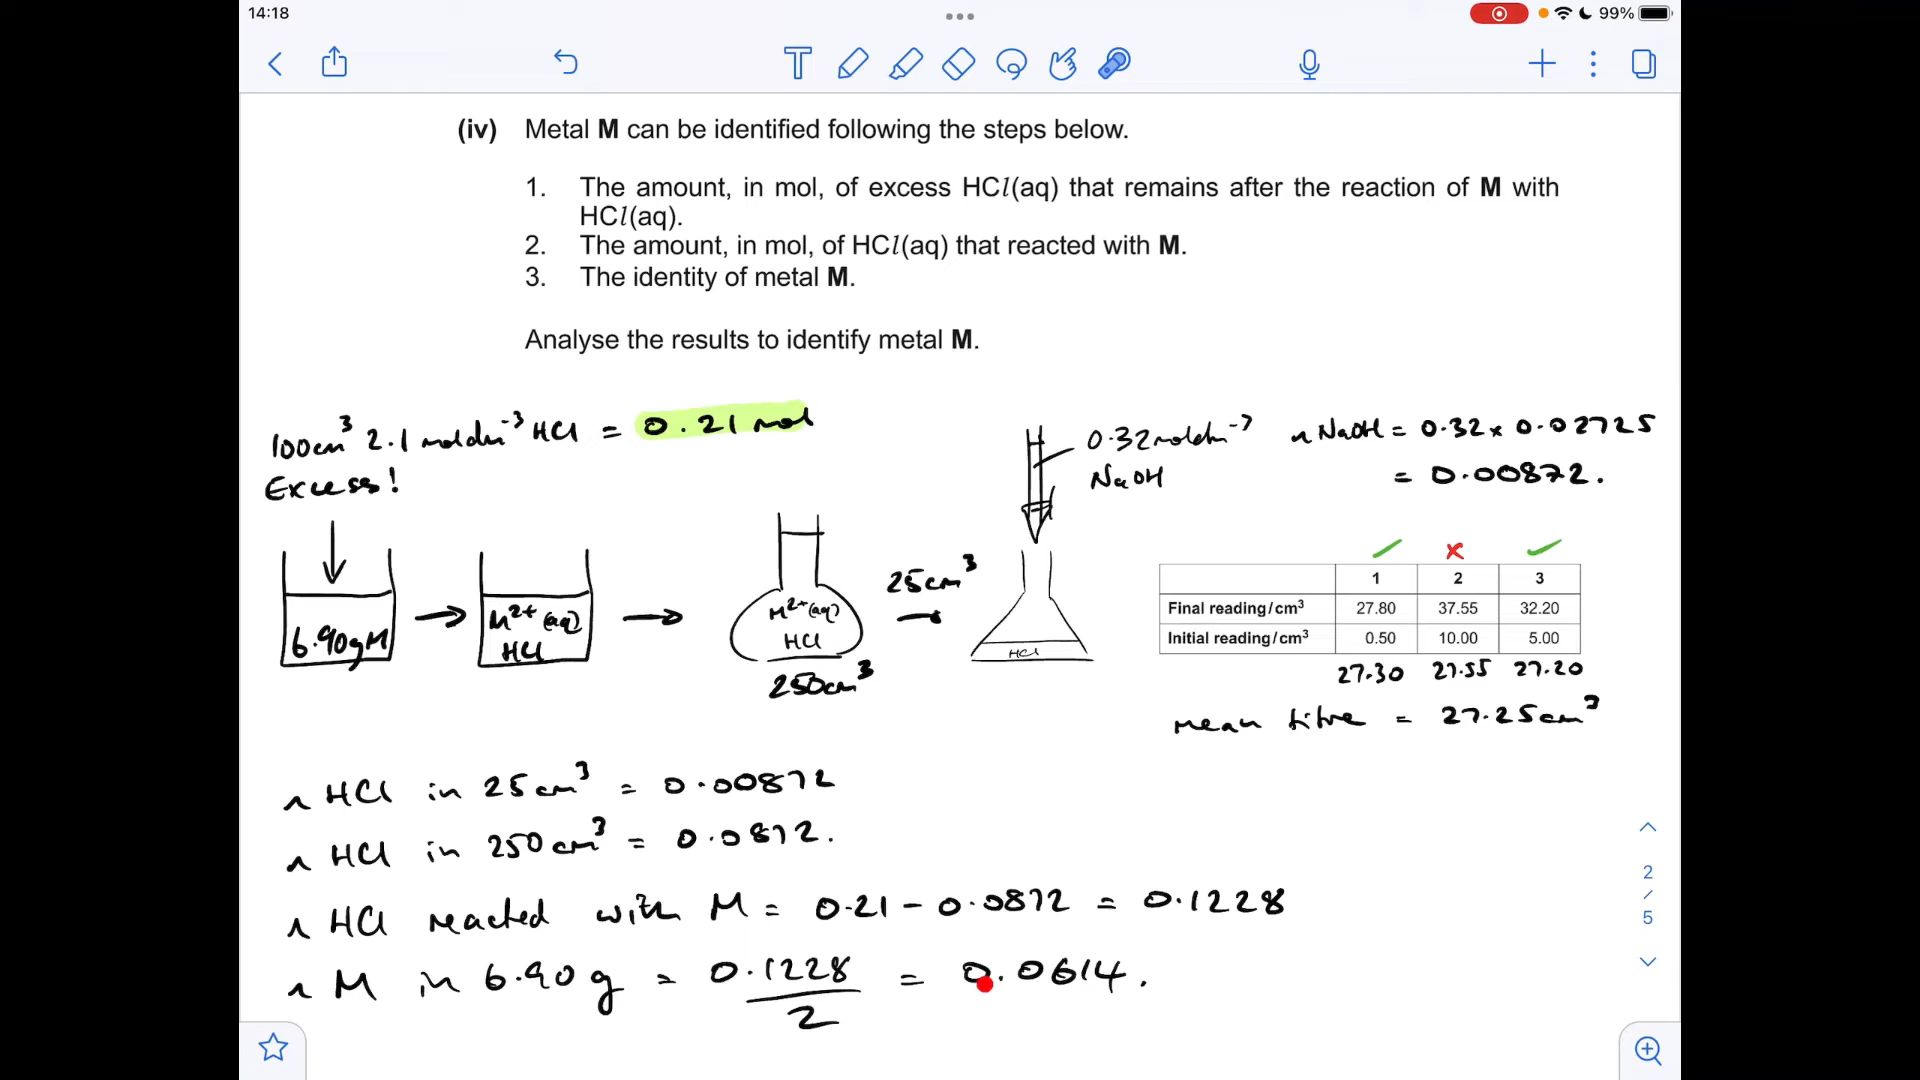 14:18
99%
(iv) Metal M can be identified following the steps below.
1. The amount, in mol, of excess HCl(aq) that remains after the reaction of M with
HCl(aq).
2. The amount, in mol, of HCl(aq) that reacted with M.
3. The identity of metal M.
Analyse the results to identify metal M.
100cm³ 2.1 moldm⁻³ HCl = 0.21 mol
Excess!
0.32moldm⁻³
NaOH
n NaOH = 0.32 x 0.02725
= 0.00872.
6.90g M
M²⁺(aq)
HCl
M²⁺(aq)
HCl
250cm³
25cm³
HCl
1 2 3
Final reading/cm³ 27.80 37.55 32.20
Initial reading/cm³ 0.50 10.00 5.00
27.30 27.55 27.20
mean titre = 27.25cm³
n HCl in 25cm³ = 0.00872
n HCl in 250cm³ = 0.0872.
n HCl reacted with M = 0.21 - 0.0872 = 0.1228
n M in 6.90 g = 0.1228/2 = 0.0614.
2
/
5